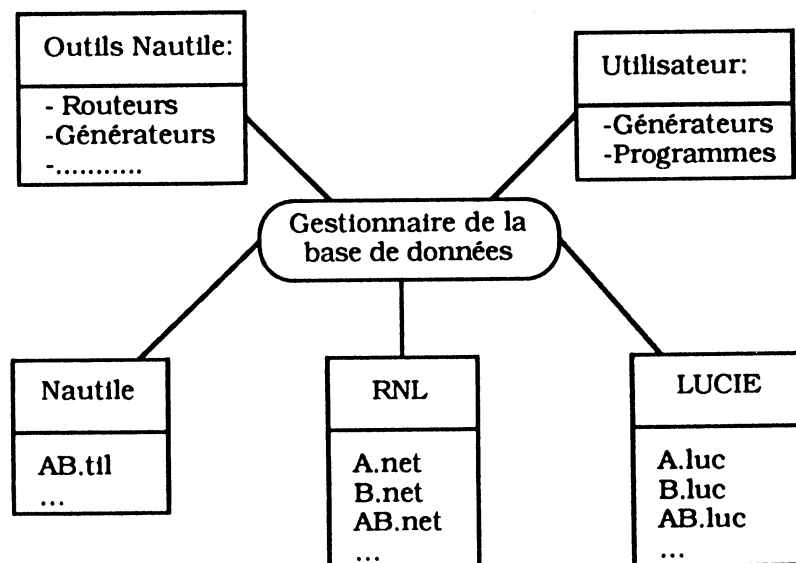 Outils Nautile:
- Routeurs
-Générateurs
-...........
Utilisateur:
-Générateurs
-Programmes
Gestionnaire de la
base de données
Nautile
AB.til
...
RNL
A.net
B.net
AB.net
...
LUCIE
A.luc
B.luc
AB.luc
...